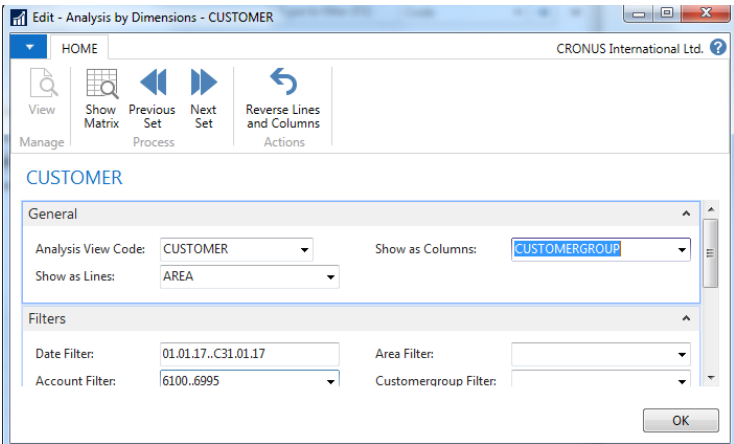 Edit - Analysis by Dimensions - CUSTOMER
HOME
CRONUS International Ltd.
View
Show Matrix
Previous Set
Next Set
Reverse Lines and Columns
Manage
Process
Actions
CUSTOMER
General
Analysis View Code: CUSTOMER
Show as Columns: CUSTOMERGROUP
Show as Lines: AREA
Filters
Date Filter: 01.01.17..C31.01.17
Area Filter:
Account Filter: 6100..6995
Customergroup Filter:
OK